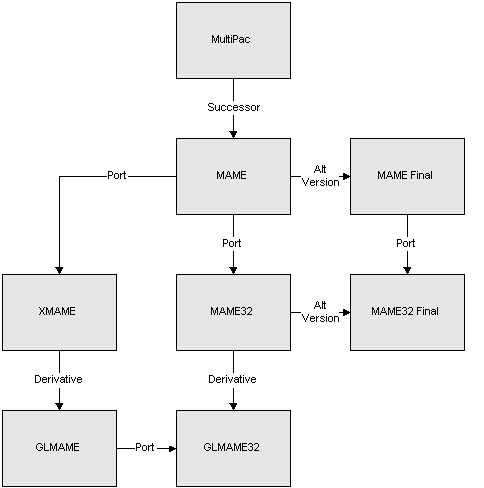 MultiPac
Successor
MAME
Alt
Version
MAME Final
Port
Port
Port
XMAME
MAME32
Alt
Version
MAME32 Final
Derivative
Derivative
GLMAME
Port
GLMAME32